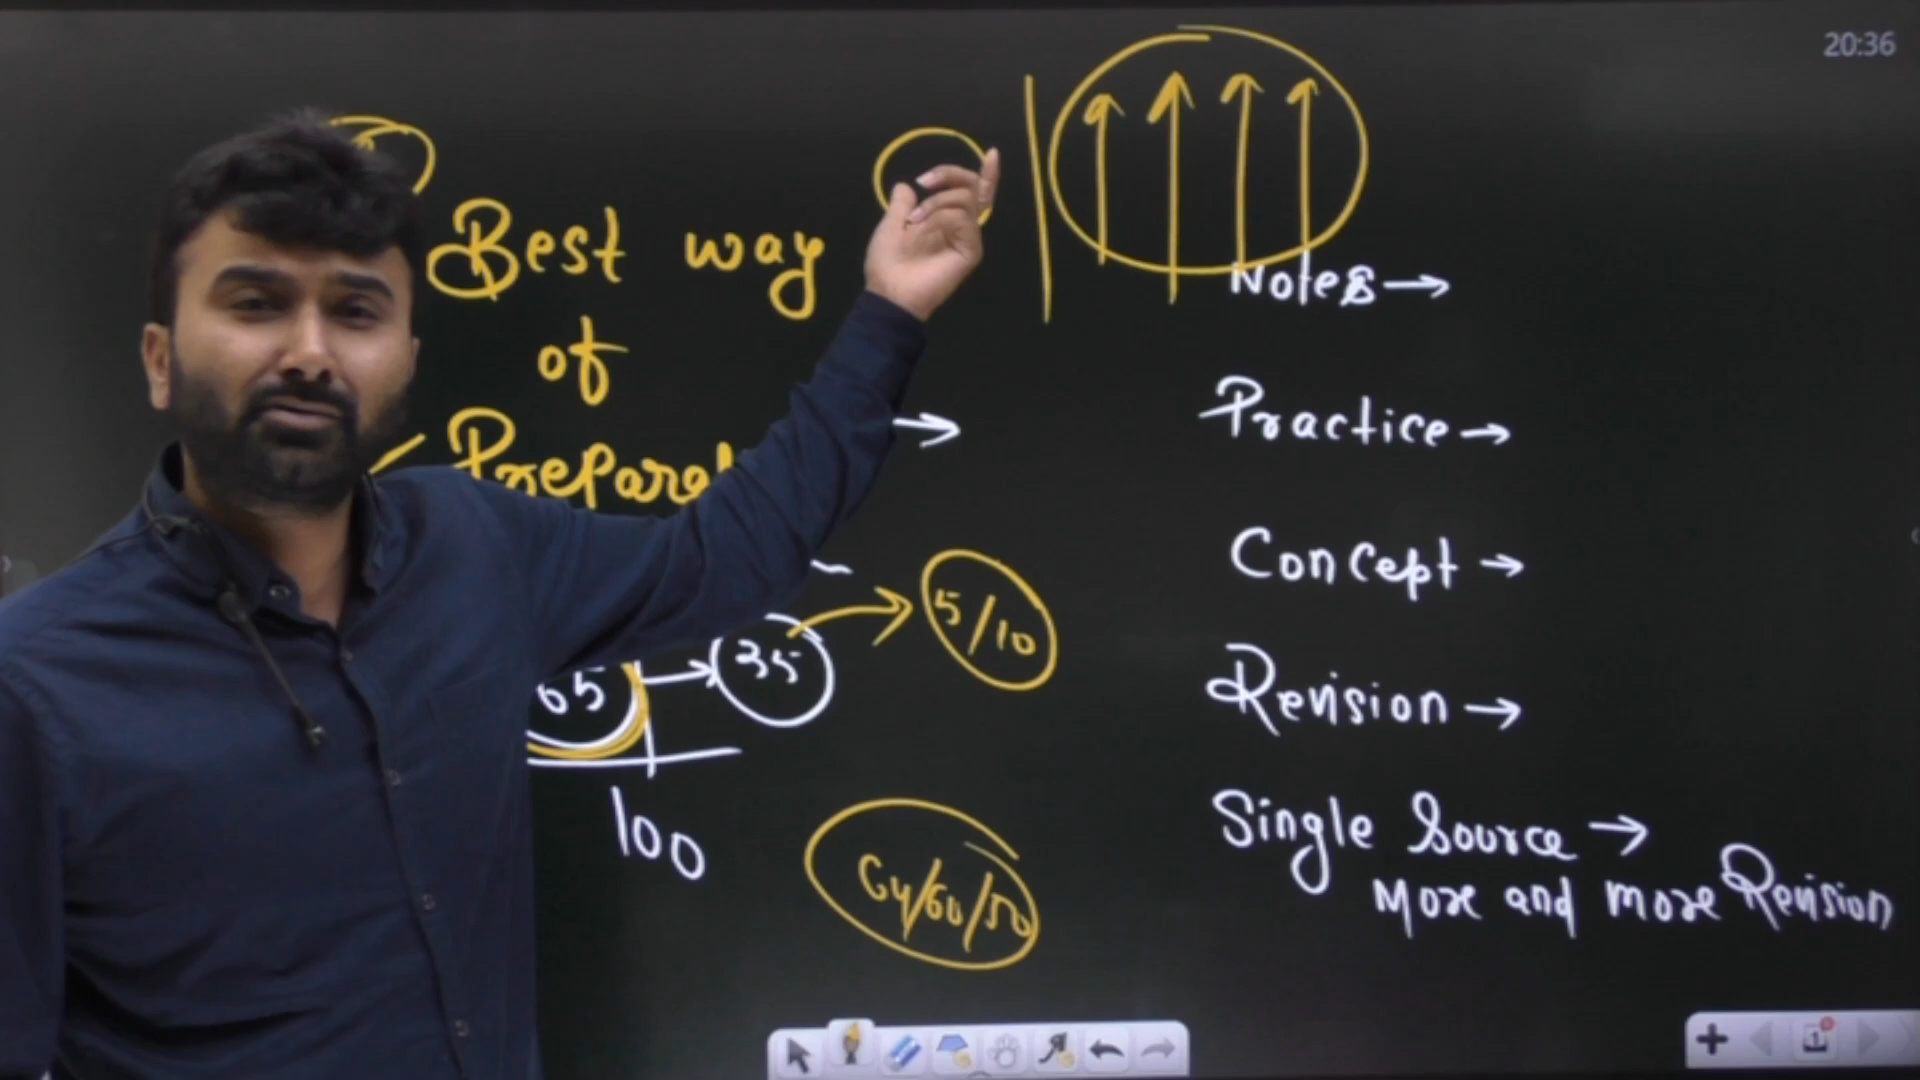 20:36
Best way
of
Notes→
Practice→
Concept→
5/10
65 → 35
Revision→
100
Single Source→
More and more Revision
64/60/50
1